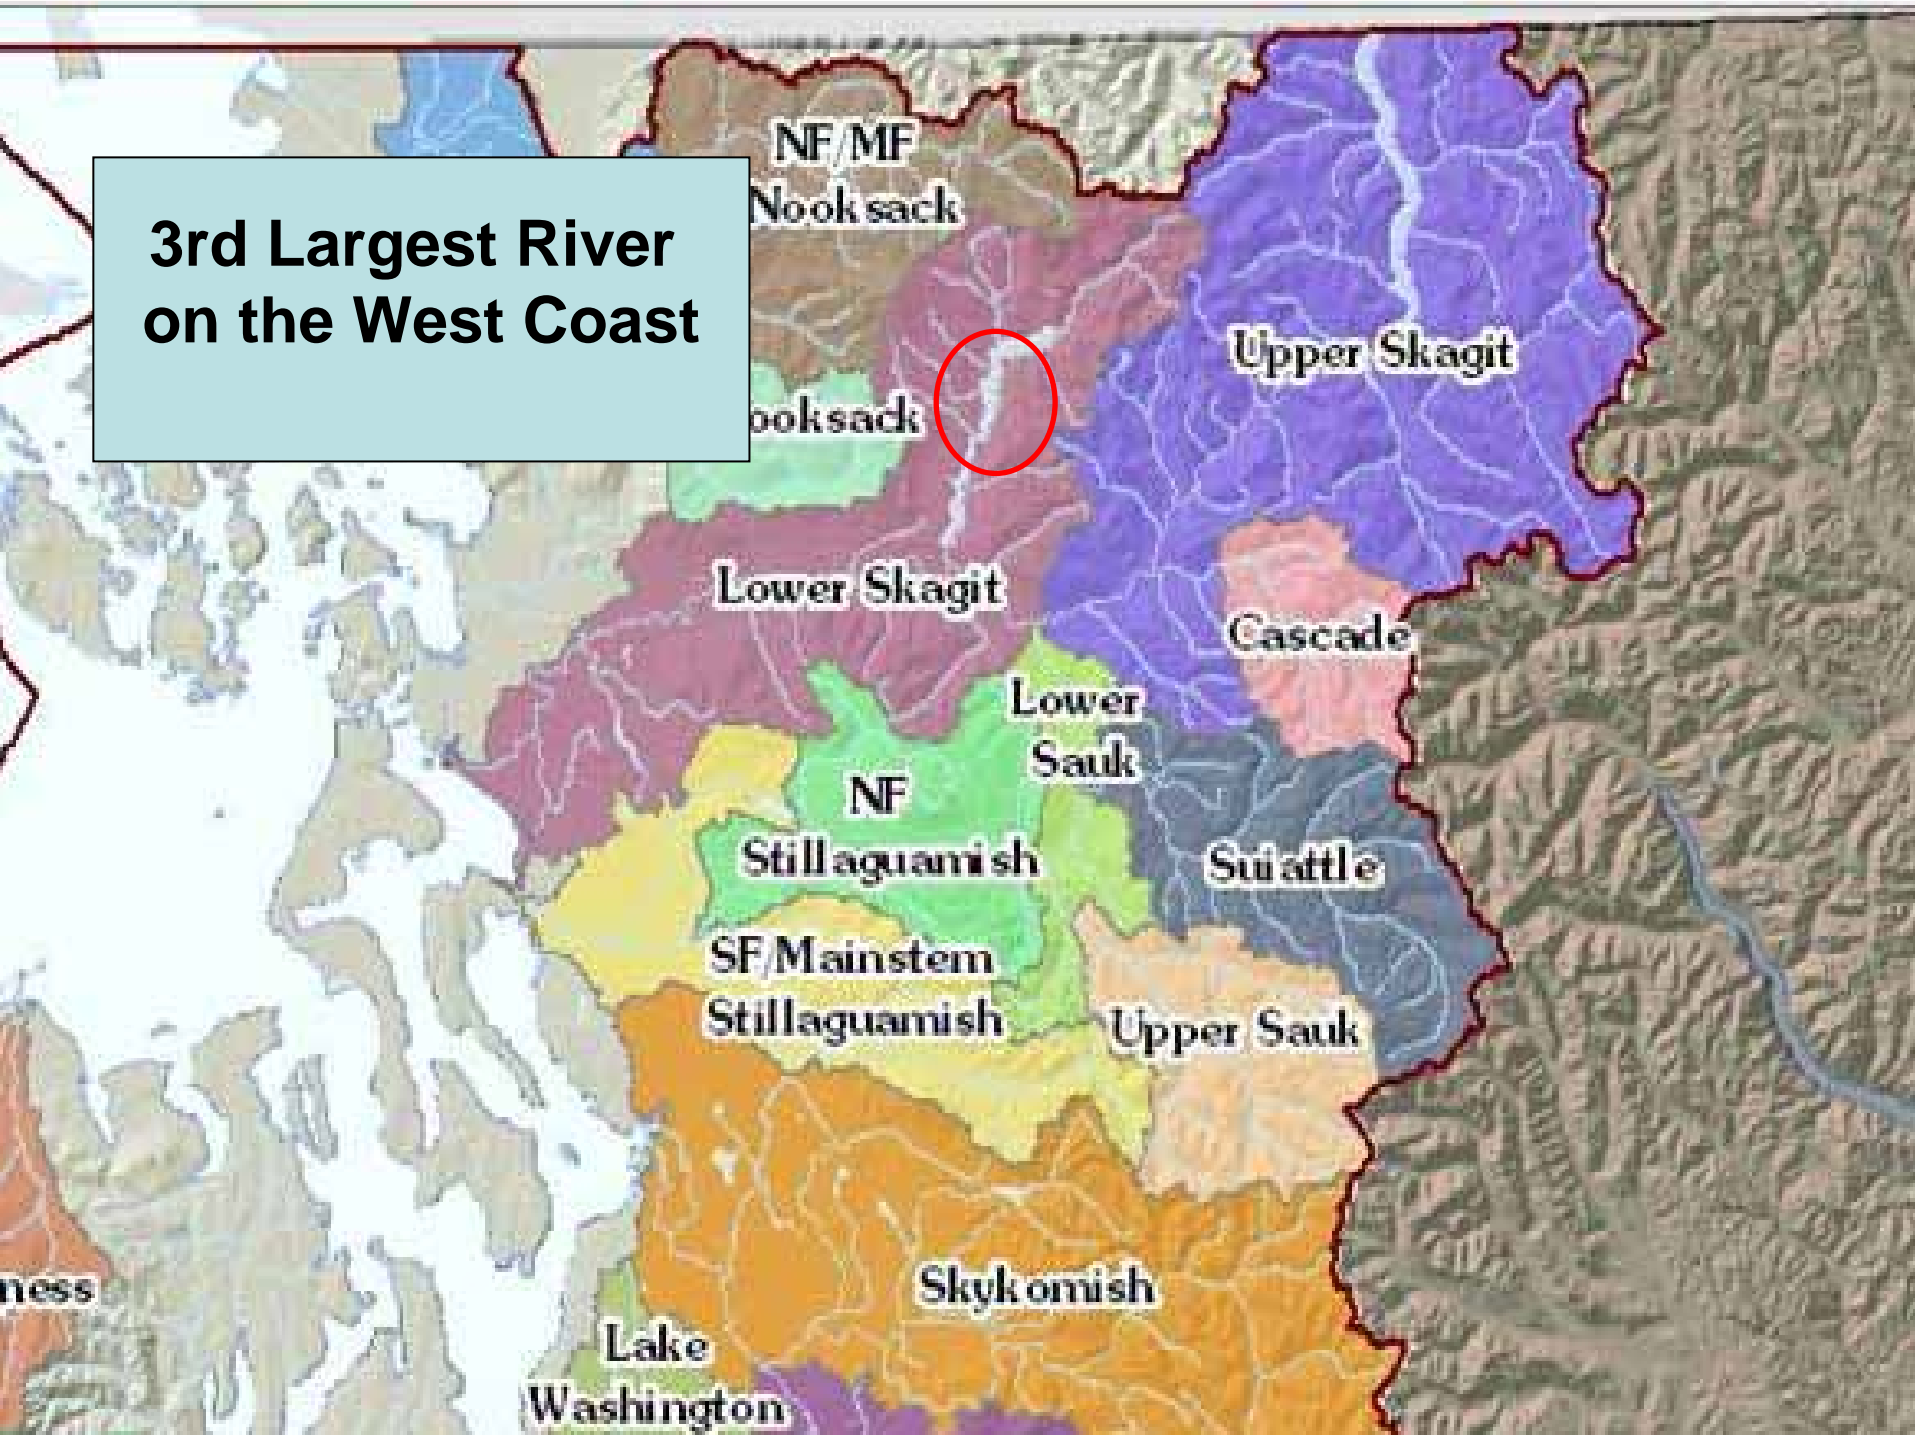 NF/MF
Nooksack
3rd Largest River
on the West Coast
Upper Skagit
ooksack
Lower Skagit
Cascade
Lower
Sauk
NF
Stillaguamish
Suiattle
SF/Mainstem
Stillaguamish
Upper Sauk
Skykomish
ness
Lake
Washington